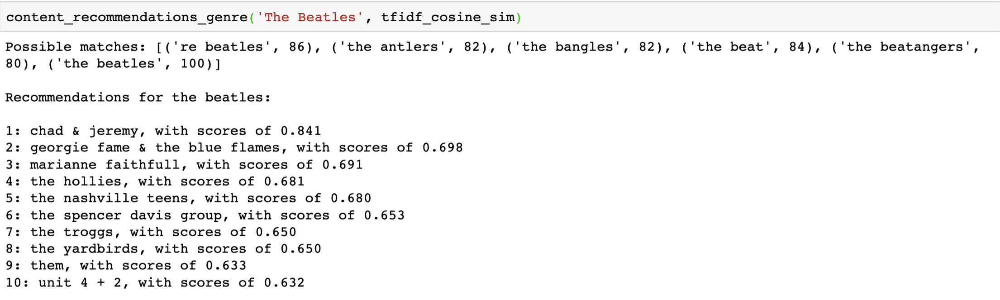 content_recommendations_genre('The Beatles', tfidf_cosine_sim)
Possible matches: [('re beatles', 86), ('the antlers', 82), ('the bangles', 82), ('the beat', 84), ('the beatangers',
80), ('the beatles', 100)]
Recommendations for the beatles:
1: chad & jeremy, with scores of 0.841
2: georgie fame & the blue flames, with scores of 0.698
3: marianne faithfull, with scores of 0.691
4: the hollies, with scores of 0.681
5: the nashville teens, with scores of 0.680
6: the spencer davis group, with scores of 0.653
7: the troggs, with scores of 0.650
8: the yardbirds, with scores of 0.650
9: them, with scores of 0.633
10: unit 4 + 2, with scores of 0.632